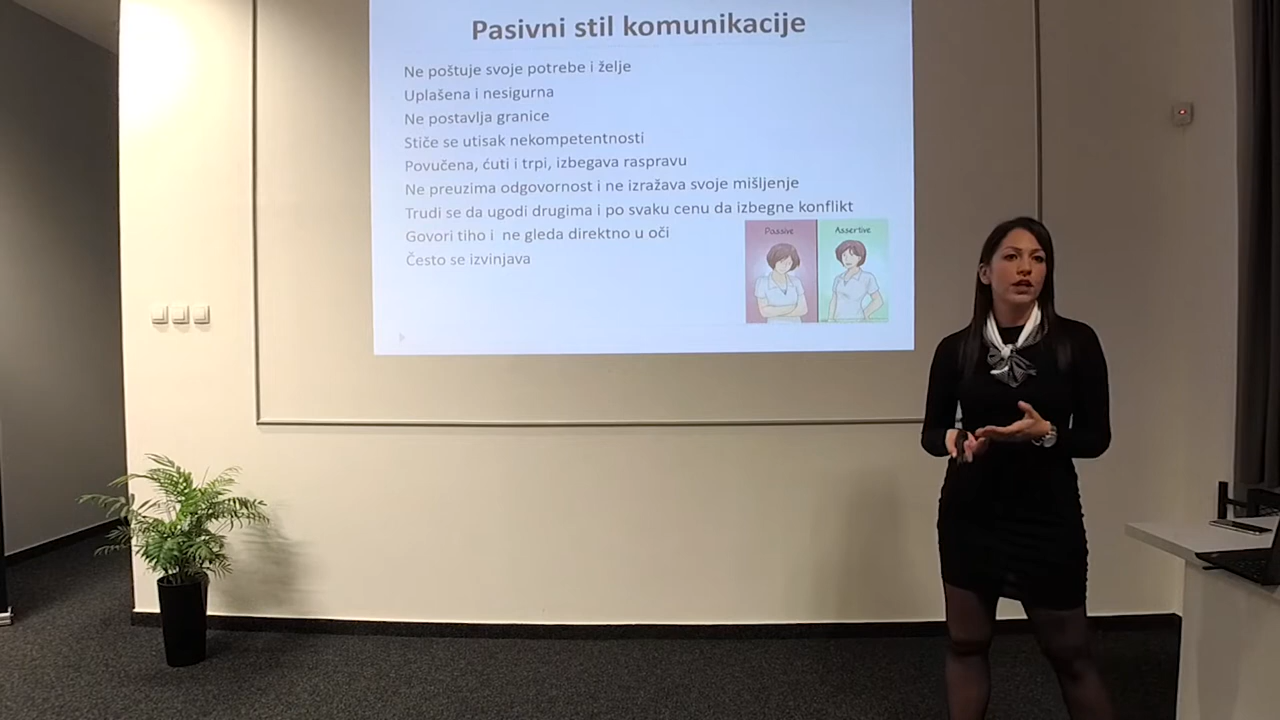 Pasivni stil komunikacije
Ne poštuje svoje potrebe i želje
Uplašena i nesigurna
Ne postavlja granice
Stiče se utisak nekompetentnosti
Povučena, ćuti i trpi, izbegava raspravu
Ne preuzima odgovornost i ne izražava svoje mišljenje
Trudi se da ugodi drugima i po svaku cenu da izbegne konflikt
Govori tiho i  ne gleda direktno u oči
Često se izvinjava
Passive
Assertive